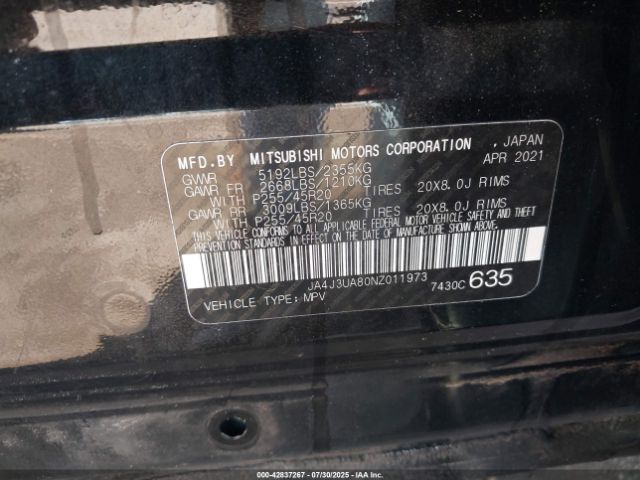 MFD.BY MITSUBISHI MOTORS CORPORATION , JAPAN
GVWR 5192LBS/2355KG APR 2021
GAWR FR 2668LBS/1210KG
WITH P255/45R20 TIRES 20X8.0J RIMS
GAWR RR 3009LBS/1365KG
WITH P255/45R20 TIRES 20X8.0J RIMS
THIS VEHICLE CONFORMS TO ALL APPLICABLE FEDERAL MOTOR VEHICLE SAFETY AND THEFT
PREVENTION STANDARDS IN EFFECT ON THE DATE OF MANUFACTURE SHOWN ABOVE.
JA4J3UA80NZ011973
VEHICLE TYPE: MPV 7430C 635
000-42837267 07/30/2025 IAAI.COM